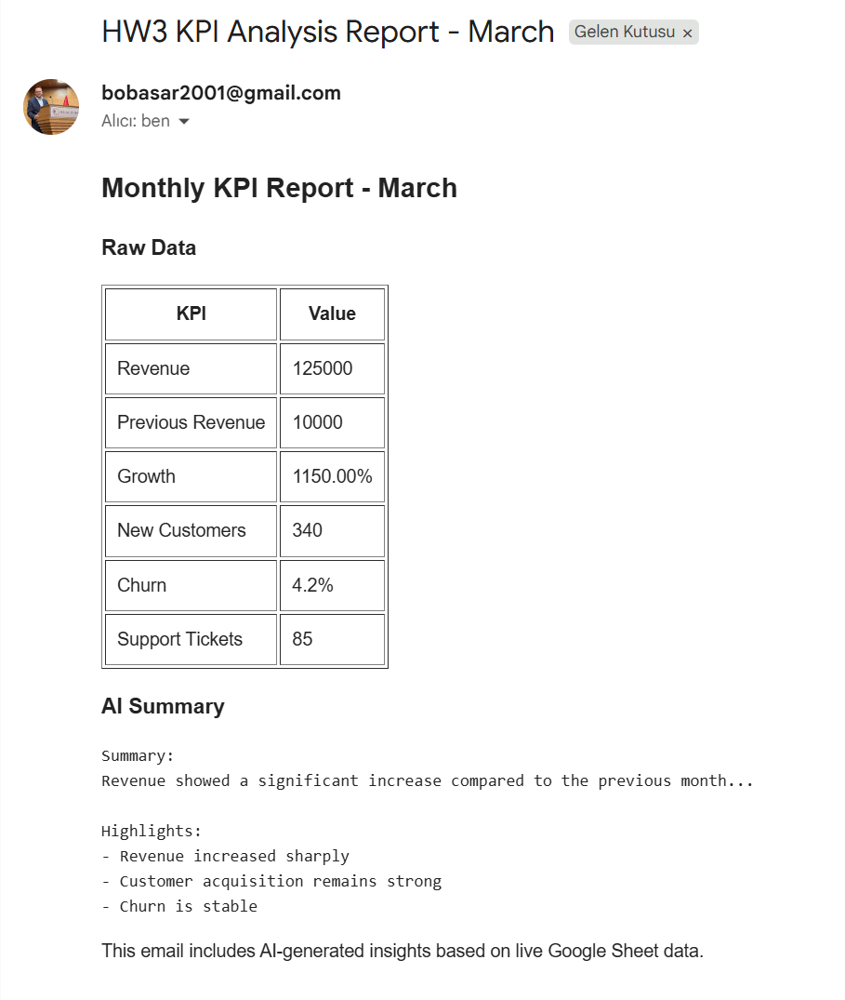 HW3 KPI Analysis Report - March Gelen Kutusu ×
bobasar2001@gmail.com
Alıcı: ben
Monthly KPI Report - March
Raw Data
KPI Value
Revenue 125000
Previous Revenue 10000
Growth 1150.00%
New Customers 340
Churn 4.2%
Support Tickets 85
AI Summary
Summary:
Revenue showed a significant increase compared to the previous month...
Highlights:
- Revenue increased sharply
- Customer acquisition remains strong
- Churn is stable
This email includes AI-generated insights based on live Google Sheet data.